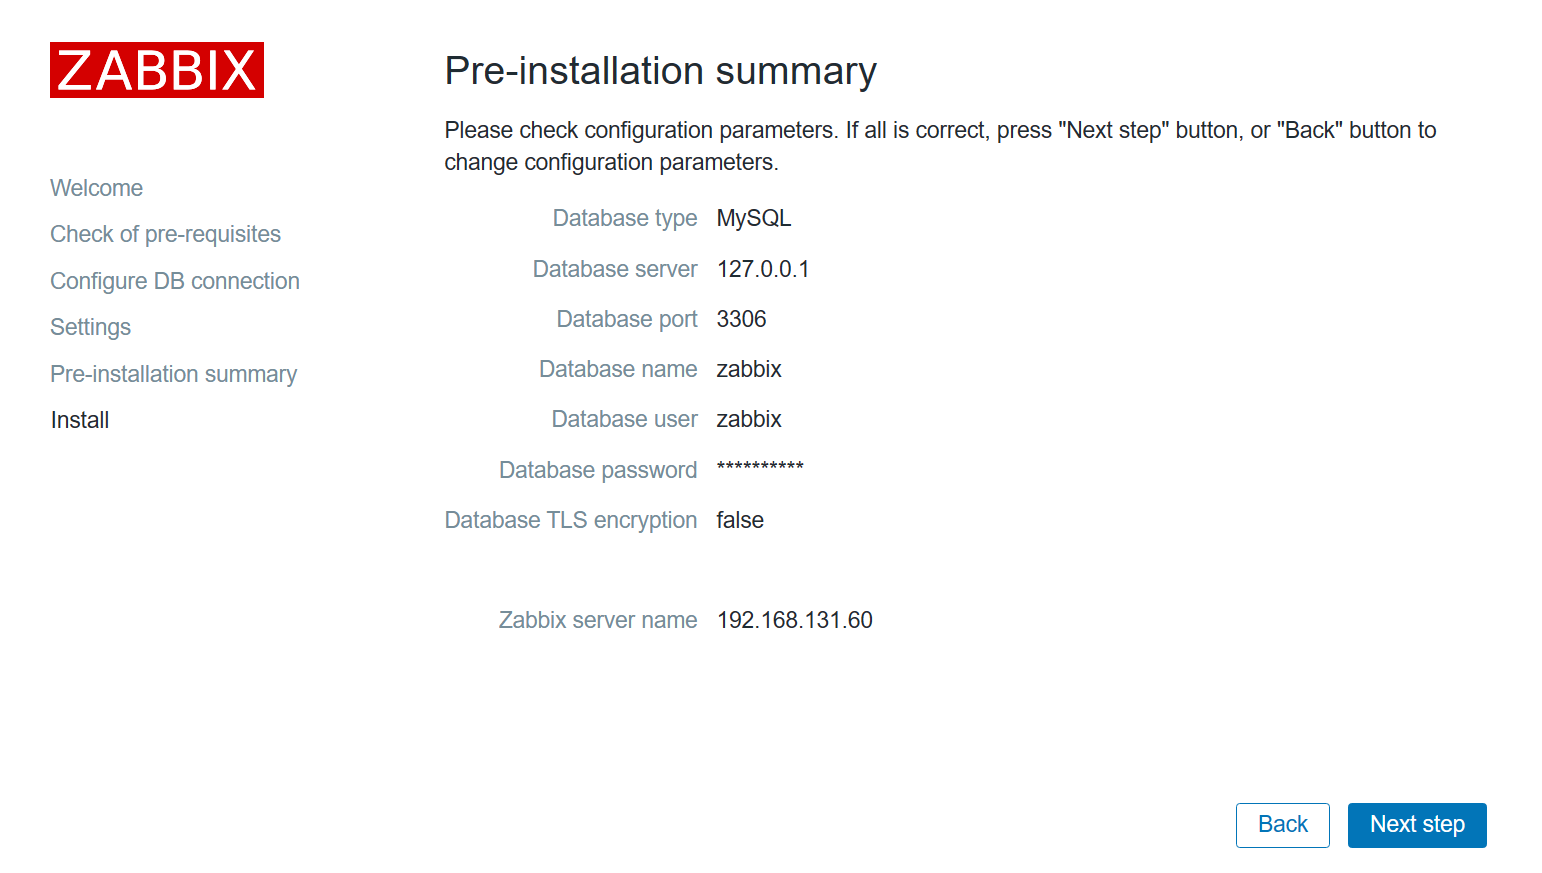 ZABBIX
Welcome
Check of pre-requisites
Configure DB connection
Settings
Pre-installation summary
Install
Pre-installation summary
Please check configuration parameters. If all is correct, press "Next step" button, or "Back" button to
change configuration parameters.
Database type MySQL
Database server 127.0.0.1
Database port 3306
Database name zabbix
Database user zabbix
Database password **********
Database TLS encryption false
Zabbix server name 192.168.131.60
Back Next step